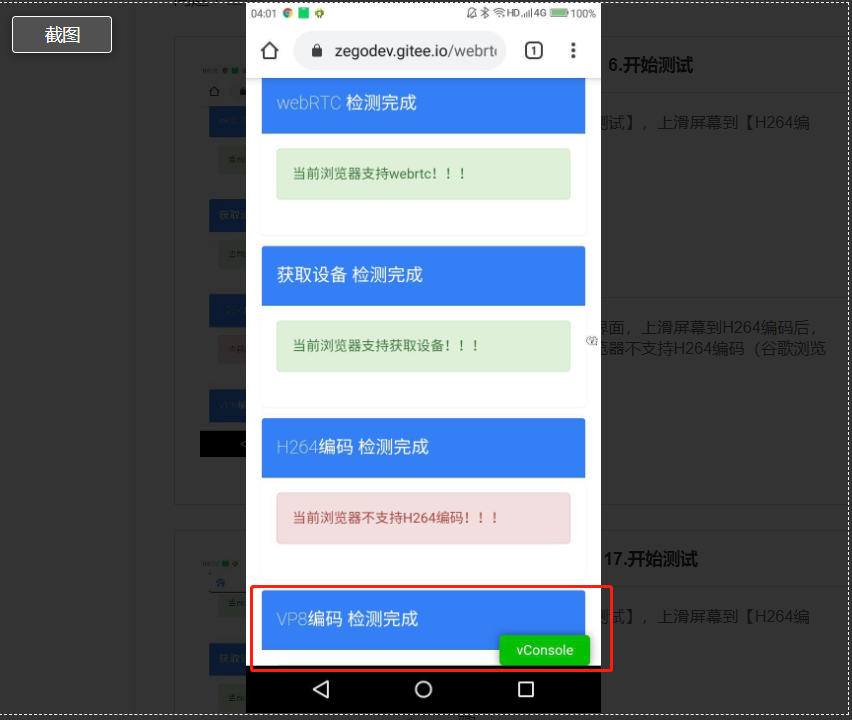 截图
04:01
HD 4G 100%
zegodev.gitee.io/webrt
1
webRTC 检测完成
当前浏览器支持webrtc！！！
获取设备 检测完成
当前浏览器支持获取设备！！！
H264编码 检测完成
当前浏览器不支持H264编码！！！
VP8编码 检测完成
vConsole
6.开始测试
测试】，上滑屏幕到【H264编
界面，上滑屏幕到H264编码后，
览器不支持H264编码（谷歌浏览
17.开始测试
测试】，上滑屏幕到【H264编